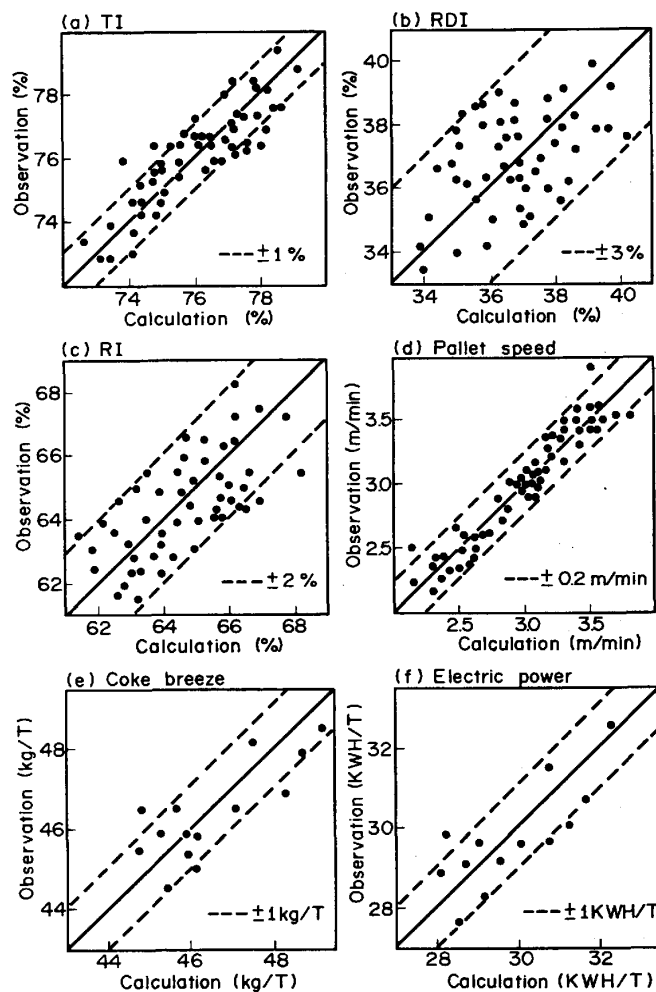 (a) TI
Observation (%)
78
76
74
74 76 78
Calculation (%)
±1%
(b) RDI
Observation (%)
40
38
36
34
34 36 38 40
Calculation (%)
±3%
(c) RI
Observation (%)
68
66
64
62
62 64 66 68
Calculation (%)
±2%
(d) Pallet speed
Observation (m/min)
3.5
3.0
2.5
2.5 3.0 3.5
Calculation (m/min)
±0.2m/min
(e) Coke breeze
Observation (kg/T)
48
46
44
44 46 48
Calculation (kg/T)
±1kg/T
(f) Electric power
Observation (KWH/T)
32
30
28
28 30 32
Calculation (KWH/T)
±1KWH/T